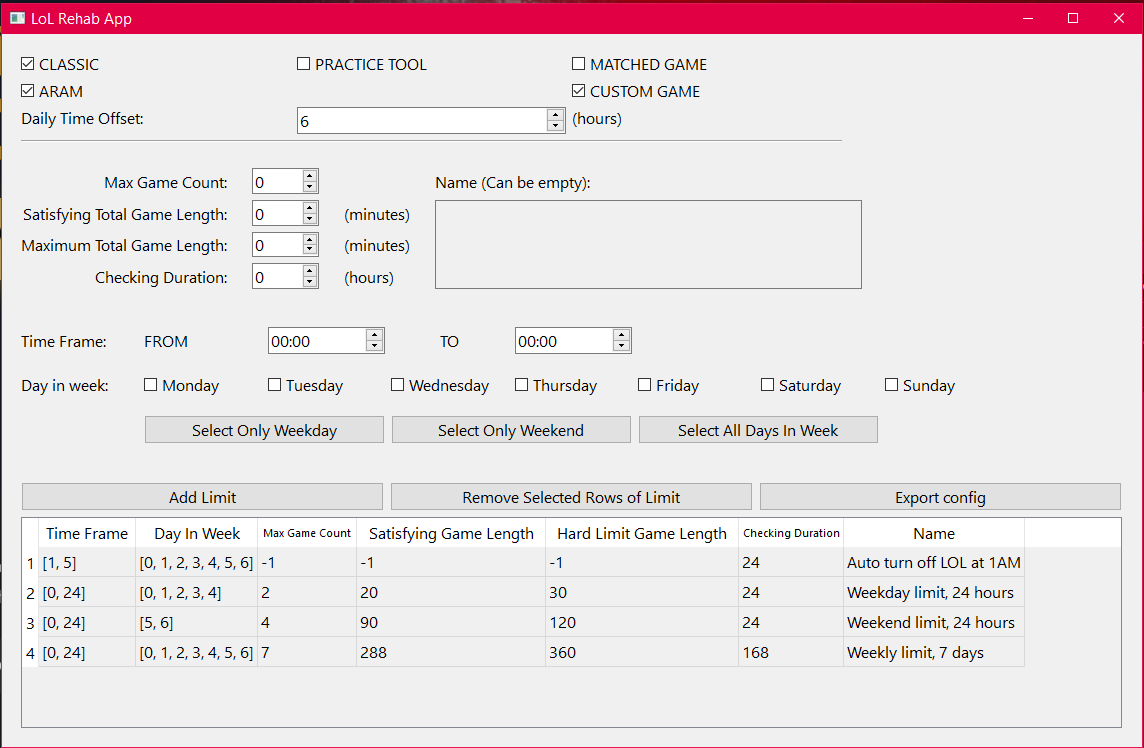 LoL Rehab App
CLASSIC PRACTICE TOOL MATCHED GAME
ARAM CUSTOM GAME
Daily Time Offset: 6 (hours)
Max Game Count: 0 Name (Can be empty):
Satisfying Total Game Length: 0 (minutes)
Maximum Total Game Length: 0 (minutes)
Checking Duration: 0 (hours)
Time Frame: FROM 00:00 TO 00:00
Day in week: Monday Tuesday Wednesday Thursday Friday Saturday Sunday
Select Only Weekday Select Only Weekend Select All Days In Week
Add Limit Remove Selected Rows of Limit Export config
Time Frame Day In Week Max Game Count Satisfying Game Length Hard Limit Game Length Checking Duration Name
1 [1, 5] [0, 1, 2, 3, 4, 5, 6] -1 -1 -1 24 Auto turn off LOL at 1AM
2 [0, 24] [0, 1, 2, 3, 4] 2 20 30 24 Weekday limit, 24 hours
3 [0, 24] [5, 6] 4 90 120 24 Weekend limit, 24 hours
4 [0, 24] [0, 1, 2, 3, 4, 5, 6] 7 288 360 168 Weekly limit, 7 days